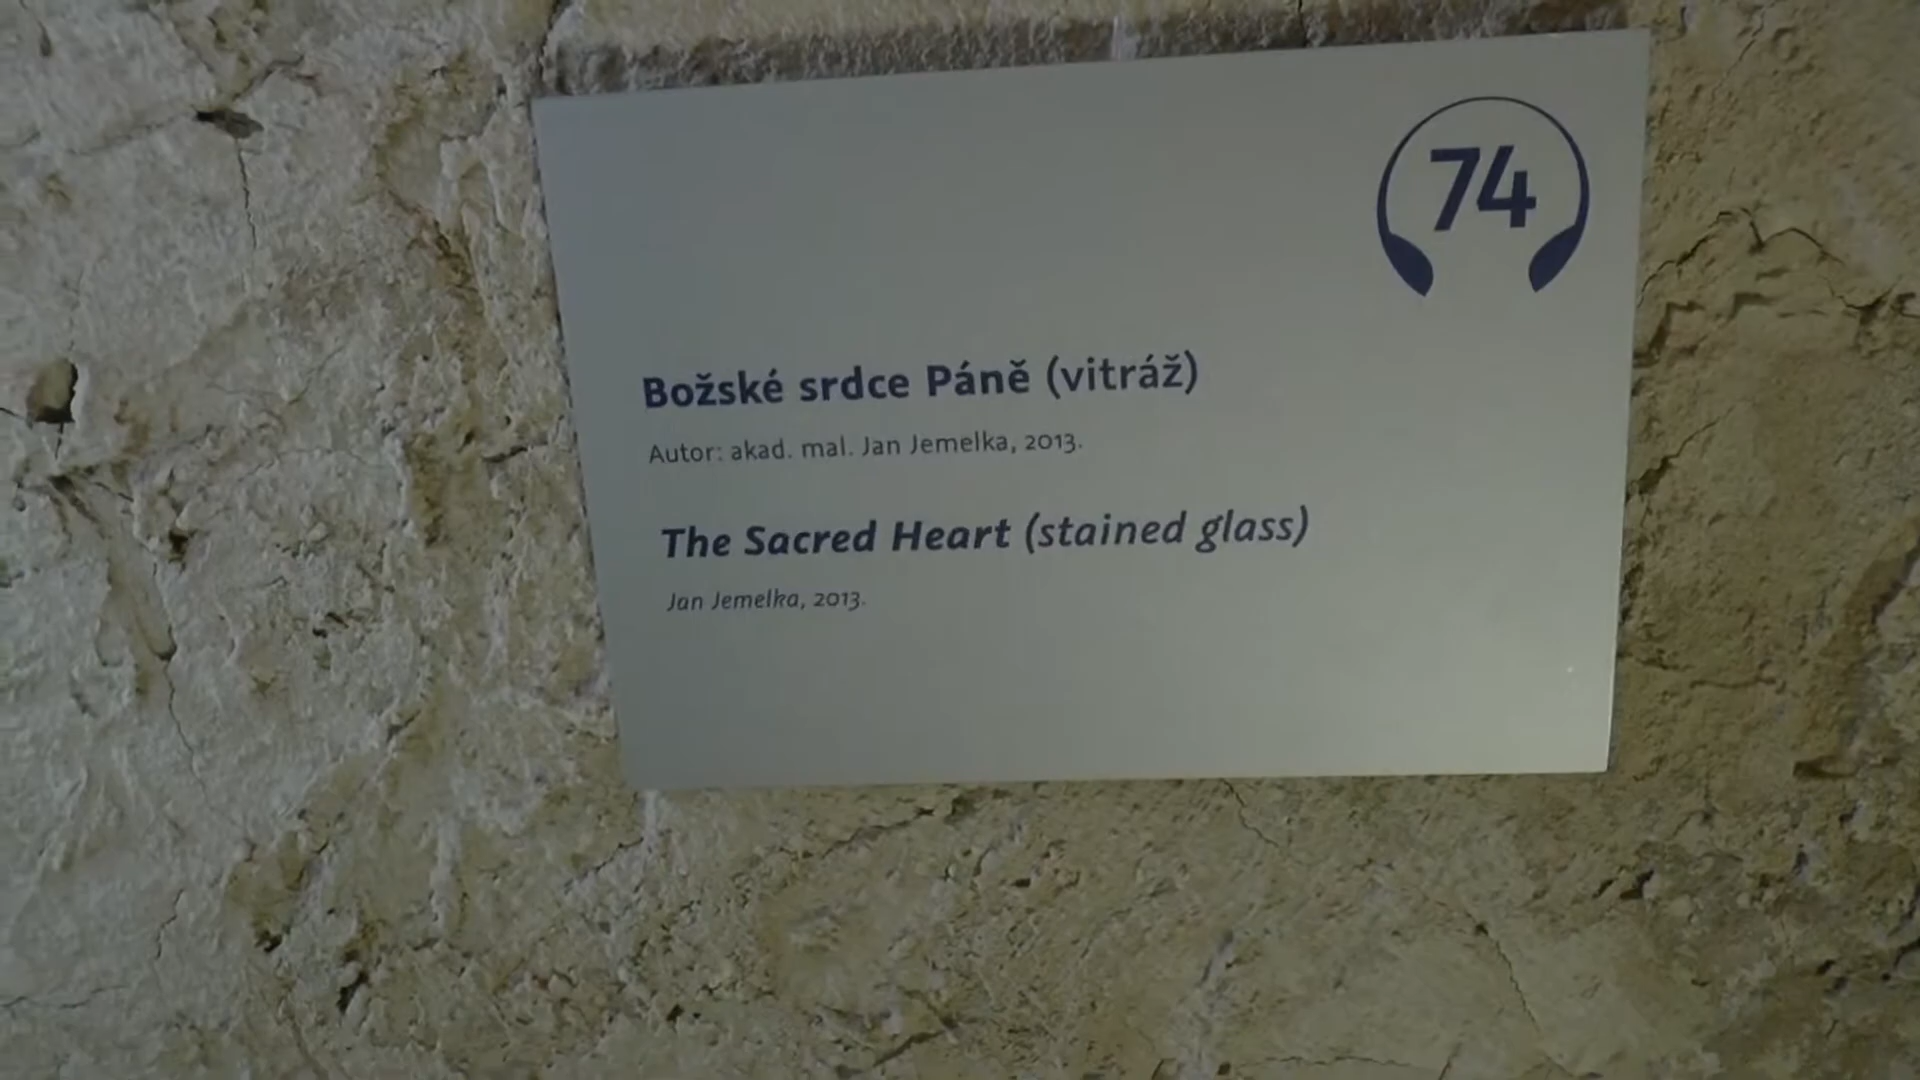 74
Božské srdce Páně (vitráž)
Autor: akad. mal. Jan Jemelka, 2013.
The Sacred Heart (stained glass)
Jan Jemelka, 2013.